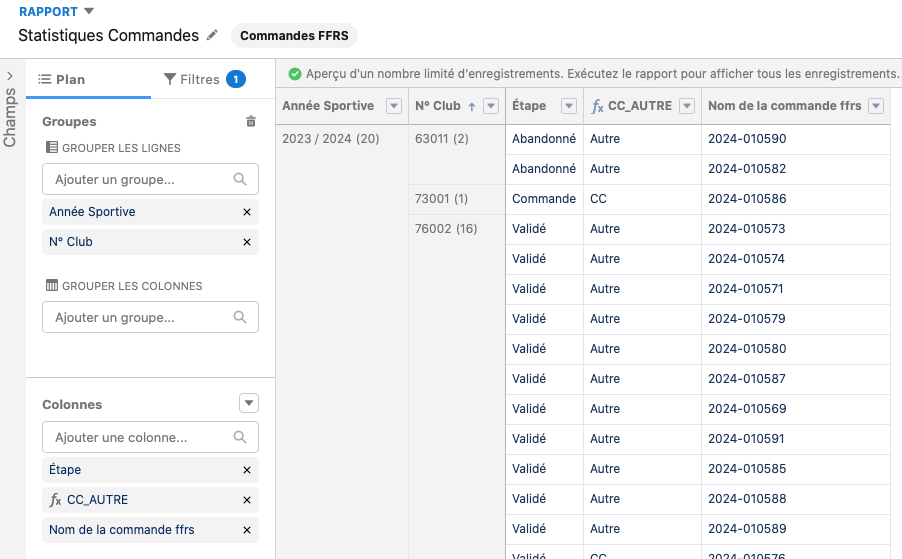 RAPPORT
Statistiques Commandes
Commandes FFRS
Champs
Plan
Filtres 1
Groupes
GROUPER LES LIGNES
Ajouter un groupe...
Année Sportive
N° Club
GROUPER LES COLONNES
Ajouter un groupe...
Colonnes
Ajouter une colonne...
Étape
fx CC_AUTRE
Nom de la commande ffrs
Aperçu d'un nombre limité d'enregistrements. Exécutez le rapport pour afficher tous les enregistrements.
Année Sportive N° Club Étape fx CC_AUTRE Nom de la commande ffrs
2023 / 2024 (20) 63011 (2) Abandonné Autre 2024-010590
Abandonné Autre 2024-010582
73001 (1) Commande CC 2024-010586
76002 (16) Validé Autre 2024-010573
Validé Autre 2024-010574
Validé Autre 2024-010571
Validé Autre 2024-010579
Validé Autre 2024-010580
Validé Autre 2024-010587
Validé Autre 2024-010569
Validé Autre 2024-010591
Validé Autre 2024-010585
Validé Autre 2024-010588
Validé Autre 2024-010589
Validé CC 2024-010576